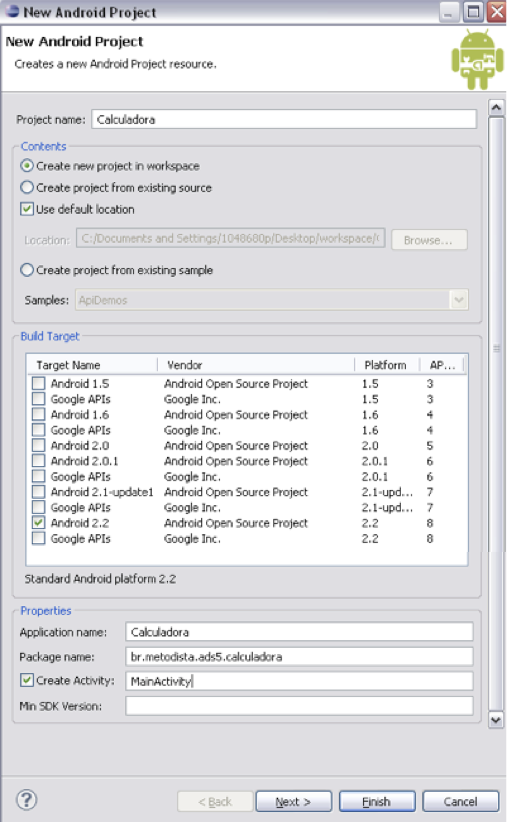 New Android Project
New Android Project
Creates a new Android Project resource.
Project name: Calculadora
Contents
Create new project in workspace
Create project from existing source
Use default location
Location: C:/Documents and Settings/1048680p/Desktop/workspace/ Browse...
Create project from existing sample
Samples: ApiDemos
Build Target
Target Name Vendor Platform AP...
Android 1.5 Android Open Source Project 1.5 3
Google APIs Google Inc. 1.5 3
Android 1.6 Android Open Source Project 1.6 4
Google APIs Google Inc. 1.6 4
Android 2.0 Android Open Source Project 2.0 5
Android 2.0.1 Android Open Source Project 2.0.1 6
Google APIs Google Inc. 2.0.1 6
Android 2.1-update1 Android Open Source Project 2.1-upd... 7
Google APIs Google Inc. 2.1-upd... 7
Android 2.2 Android Open Source Project 2.2 8
Google APIs Google Inc. 2.2 8
Standard Android platform 2.2
Properties
Application name: Calculadora
Package name: br.metodista.ads5.calculadora
Create Activity: MainActivity
Min SDK Version:
? < Back Next > Finish Cancel